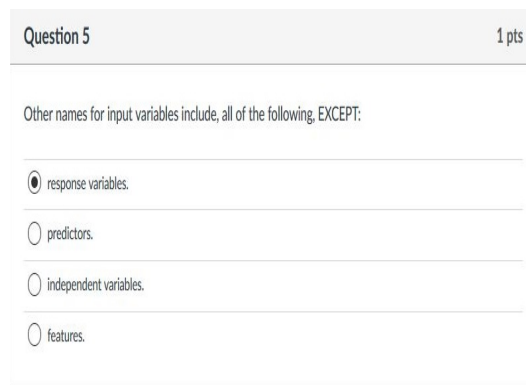 Question 5
1 pts
Other names for input variables include, all of the following, EXCEPT:
response variables.
predictors.
independent variables.
features.